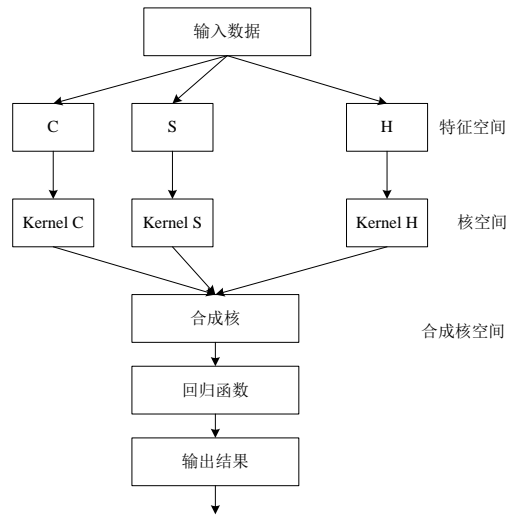 输入数据
C
S
H
特征空间
Kernel C
Kernel S
Kernel H
核空间
合成核
合成核空间
回归函数
输出结果